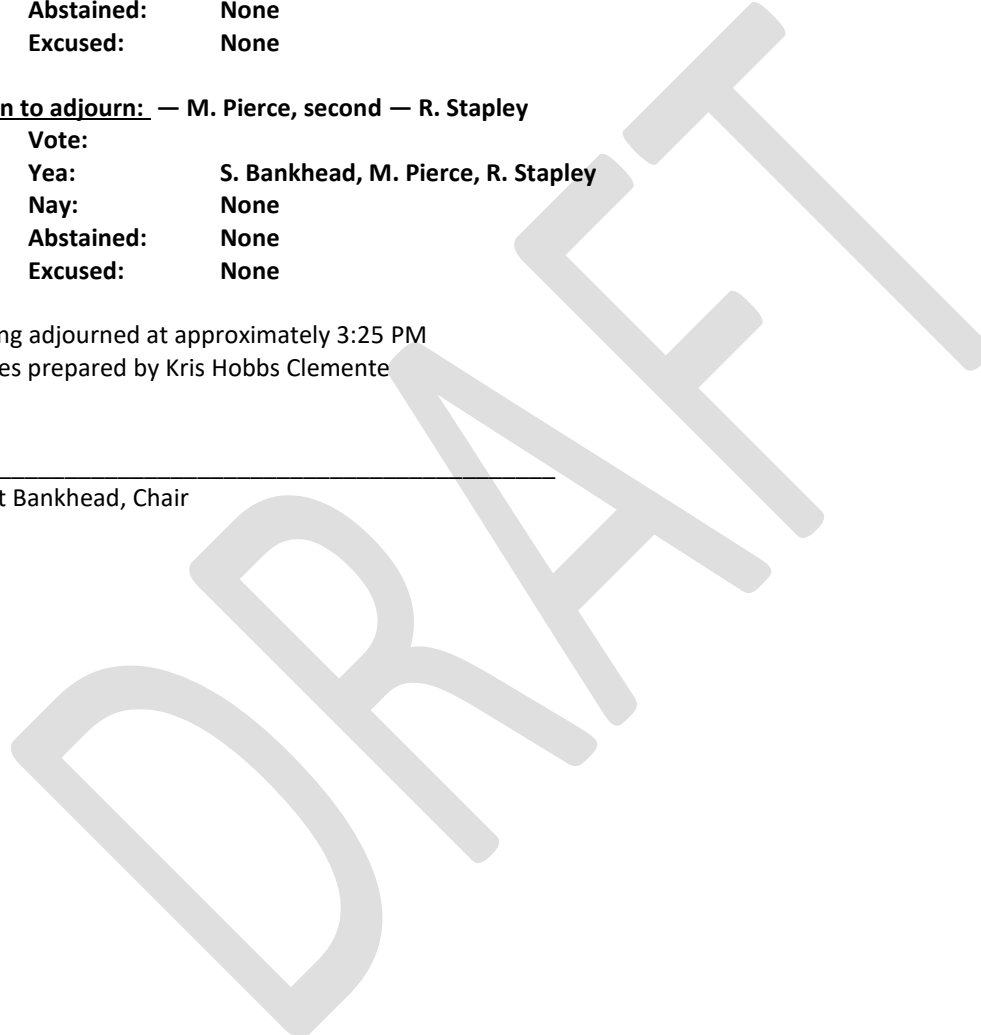 Abstained: None
Excused: None
n to adjourn: — M. Pierce, second — R. Stapley
Vote:
Yea: S. Bankhead, M. Pierce, R. Stapley
Nay: None
Abstained: None
Excused: None
ng adjourned at approximately 3:25 PM
es prepared by Kris Hobbs Clemente
t Bankhead, Chair
DRAFT